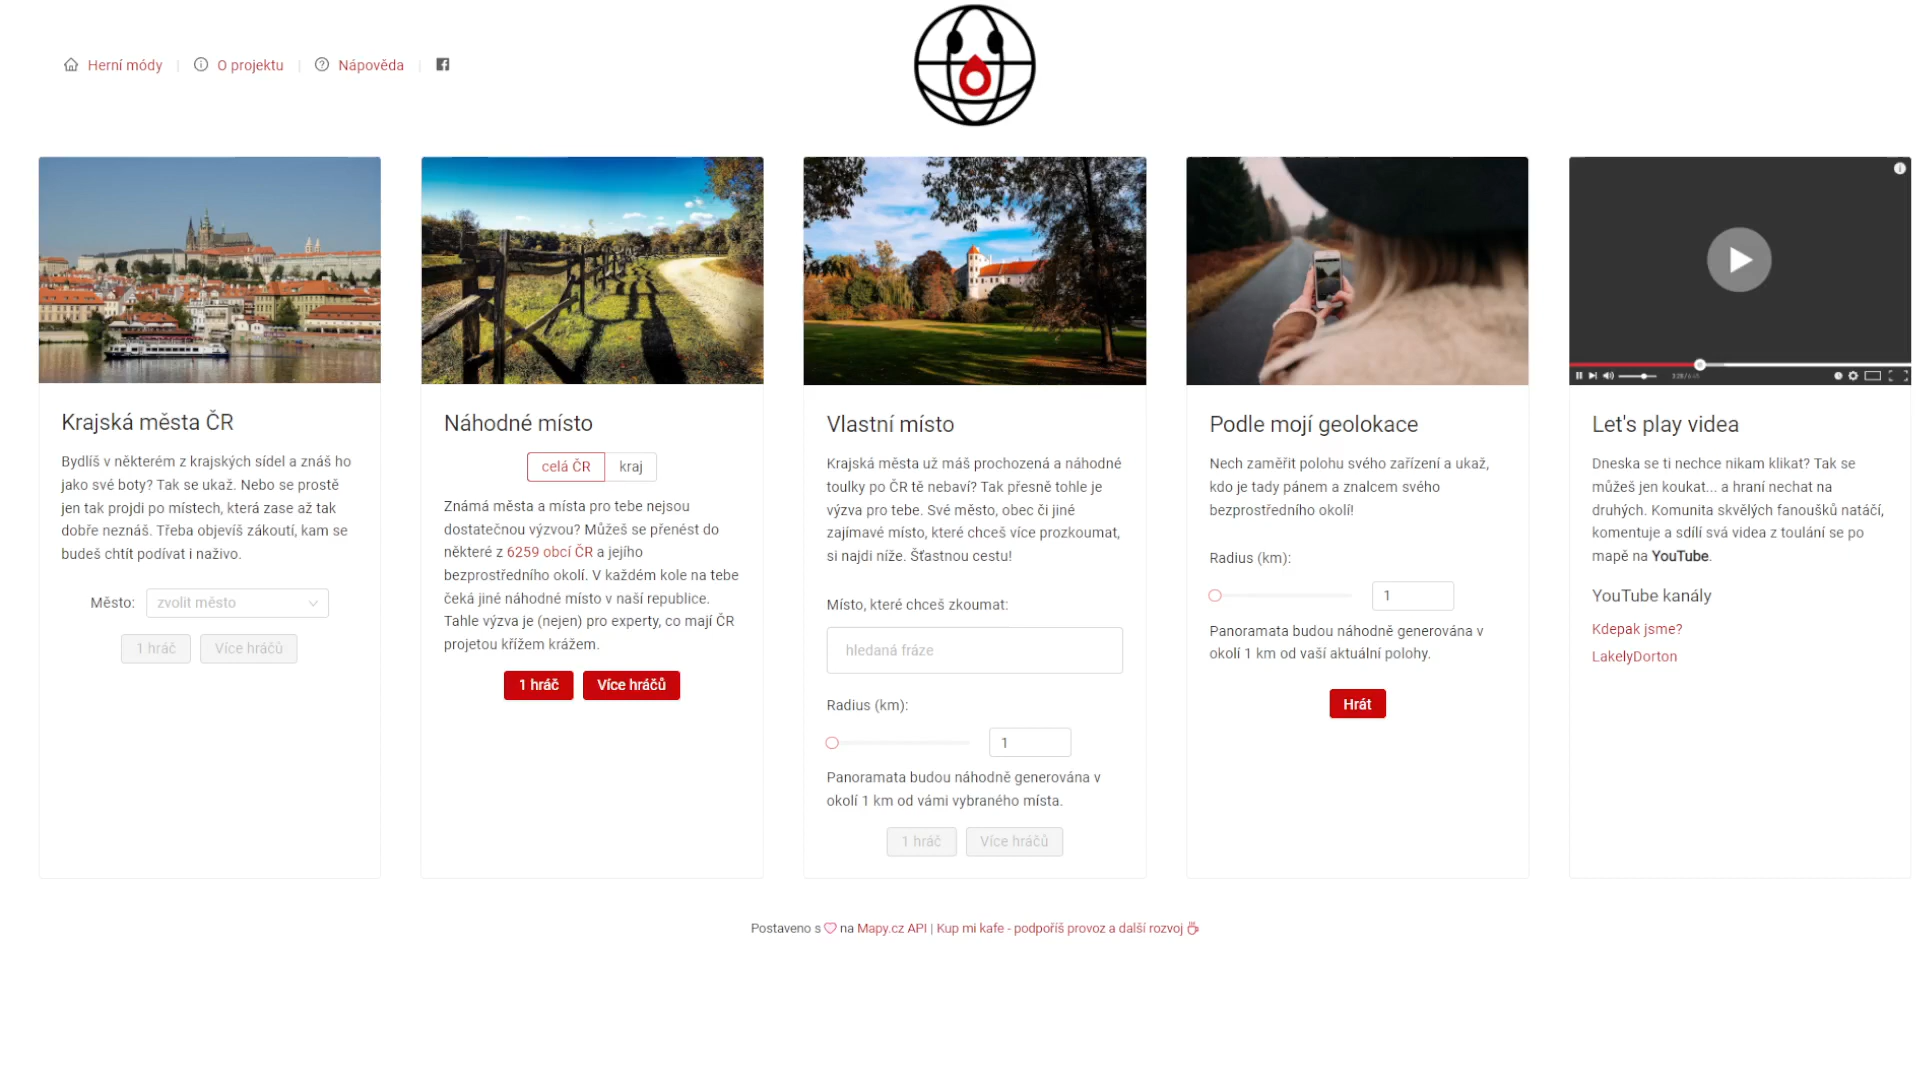 Herní módy | O projektu | Nápověda |
Krajská města ČR
Bydlíš v některém z krajských sídel a znáš ho
jako své boty? Tak se ukaž. Nebo se prostě
jen tak projdi po místech, která zase až tak
dobře neznáš. Třeba objevíš zákoutí, kam se
budeš chtít podívat i naživo.
Město: zvolit město
1 hráč Více hráčů
Náhodné místo
celá ČR kraj
Známá města a místa pro tebe nejsou
dostatečnou výzvou? Můžeš se přenést do
některé z 6259 obcí ČR a jejího
bezprostředního okolí. V každém kole na tebe
čeká jiné náhodné místo v naší republice.
Tahle výzva je (nejen) pro experty, co mají ČR
projetou křížem krážem.
1 hráč Více hráčů
Vlastní místo
Krajská města už máš prochozená a náhodné
toulky po ČR tě nebaví? Tak přesně tohle je
výzva pro tebe. Své město, obec či jiné
zajímavé místo, které chceš více prozkoumat,
si najdi níže. Šťastnou cestu!
Místo, které chceš zkoumat:
hledaná fráze
Radius (km):
1
Panoramata budou náhodně generována v
okolí 1 km od vámi vybraného místa.
1 hráč Více hráčů
Podle mojí geolokace
Nech zaměřit polohu svého zařízení a ukaž,
kdo je tady pánem a znalcem svého
bezprostředního okolí!
Radius (km):
1
Panoramata budou náhodně generována v
okolí 1 km od vaší aktuální polohy.
Hrát
Let's play videa
Dneska se ti nechce nikam klikat? Tak se
můžeš jen koukat... a hraní nechat na
druhých. Komunita skvělých fanoušků natáčí,
komentuje a sdílí svá videa z toulání se po
mapě na YouTube.
YouTube kanály
Kdepak jsme?
LakelyDorton
Postaveno s na Mapy.cz API | Kup mi kafe - podpoříš provoz a další rozvoj